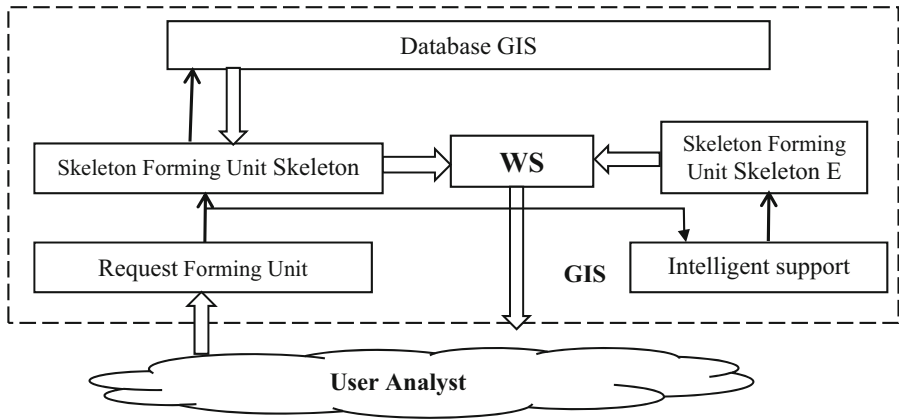 Database GIS
Skeleton Forming Unit Skeleton
WS
Skeleton Forming
Unit Skeleton E
Request Forming Unit
GIS
Intelligent support
User Analyst